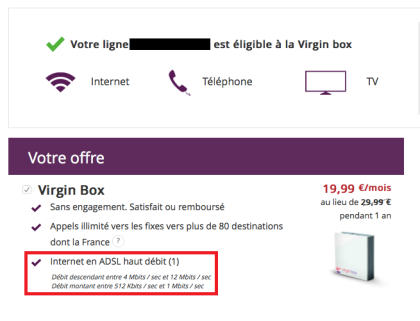 Votre ligne est éligible à la Virgin box
Internet Téléphone TV
Votre offre
Virgin Box
19,99 €/mois
au lieu de 29,99 €
pendant 1 an
Sans engagement. Satisfait ou remboursé
Appels illimité vers les fixes vers plus de 80 destinations
dont la France ?
Internet en ADSL haut débit (1)
Débit descendant entre 4 Mbits / sec et 12 Mbits / sec
Débit montant entre 512 Kbits / sec et 1 Mbits / sec